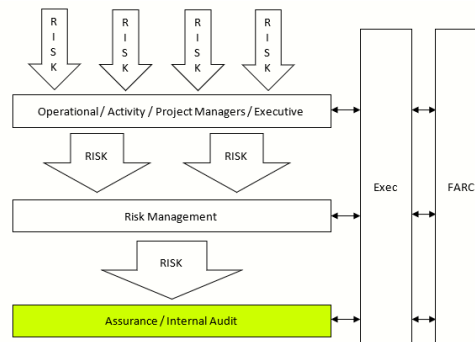 R
I
S
K
R
I
S
K
R
I
S
K
R
I
S
K
Operational / Activity / Project Managers / Executive
RISK
RISK
Exec
FARC
Risk Management
RISK
Assurance / Internal Audit